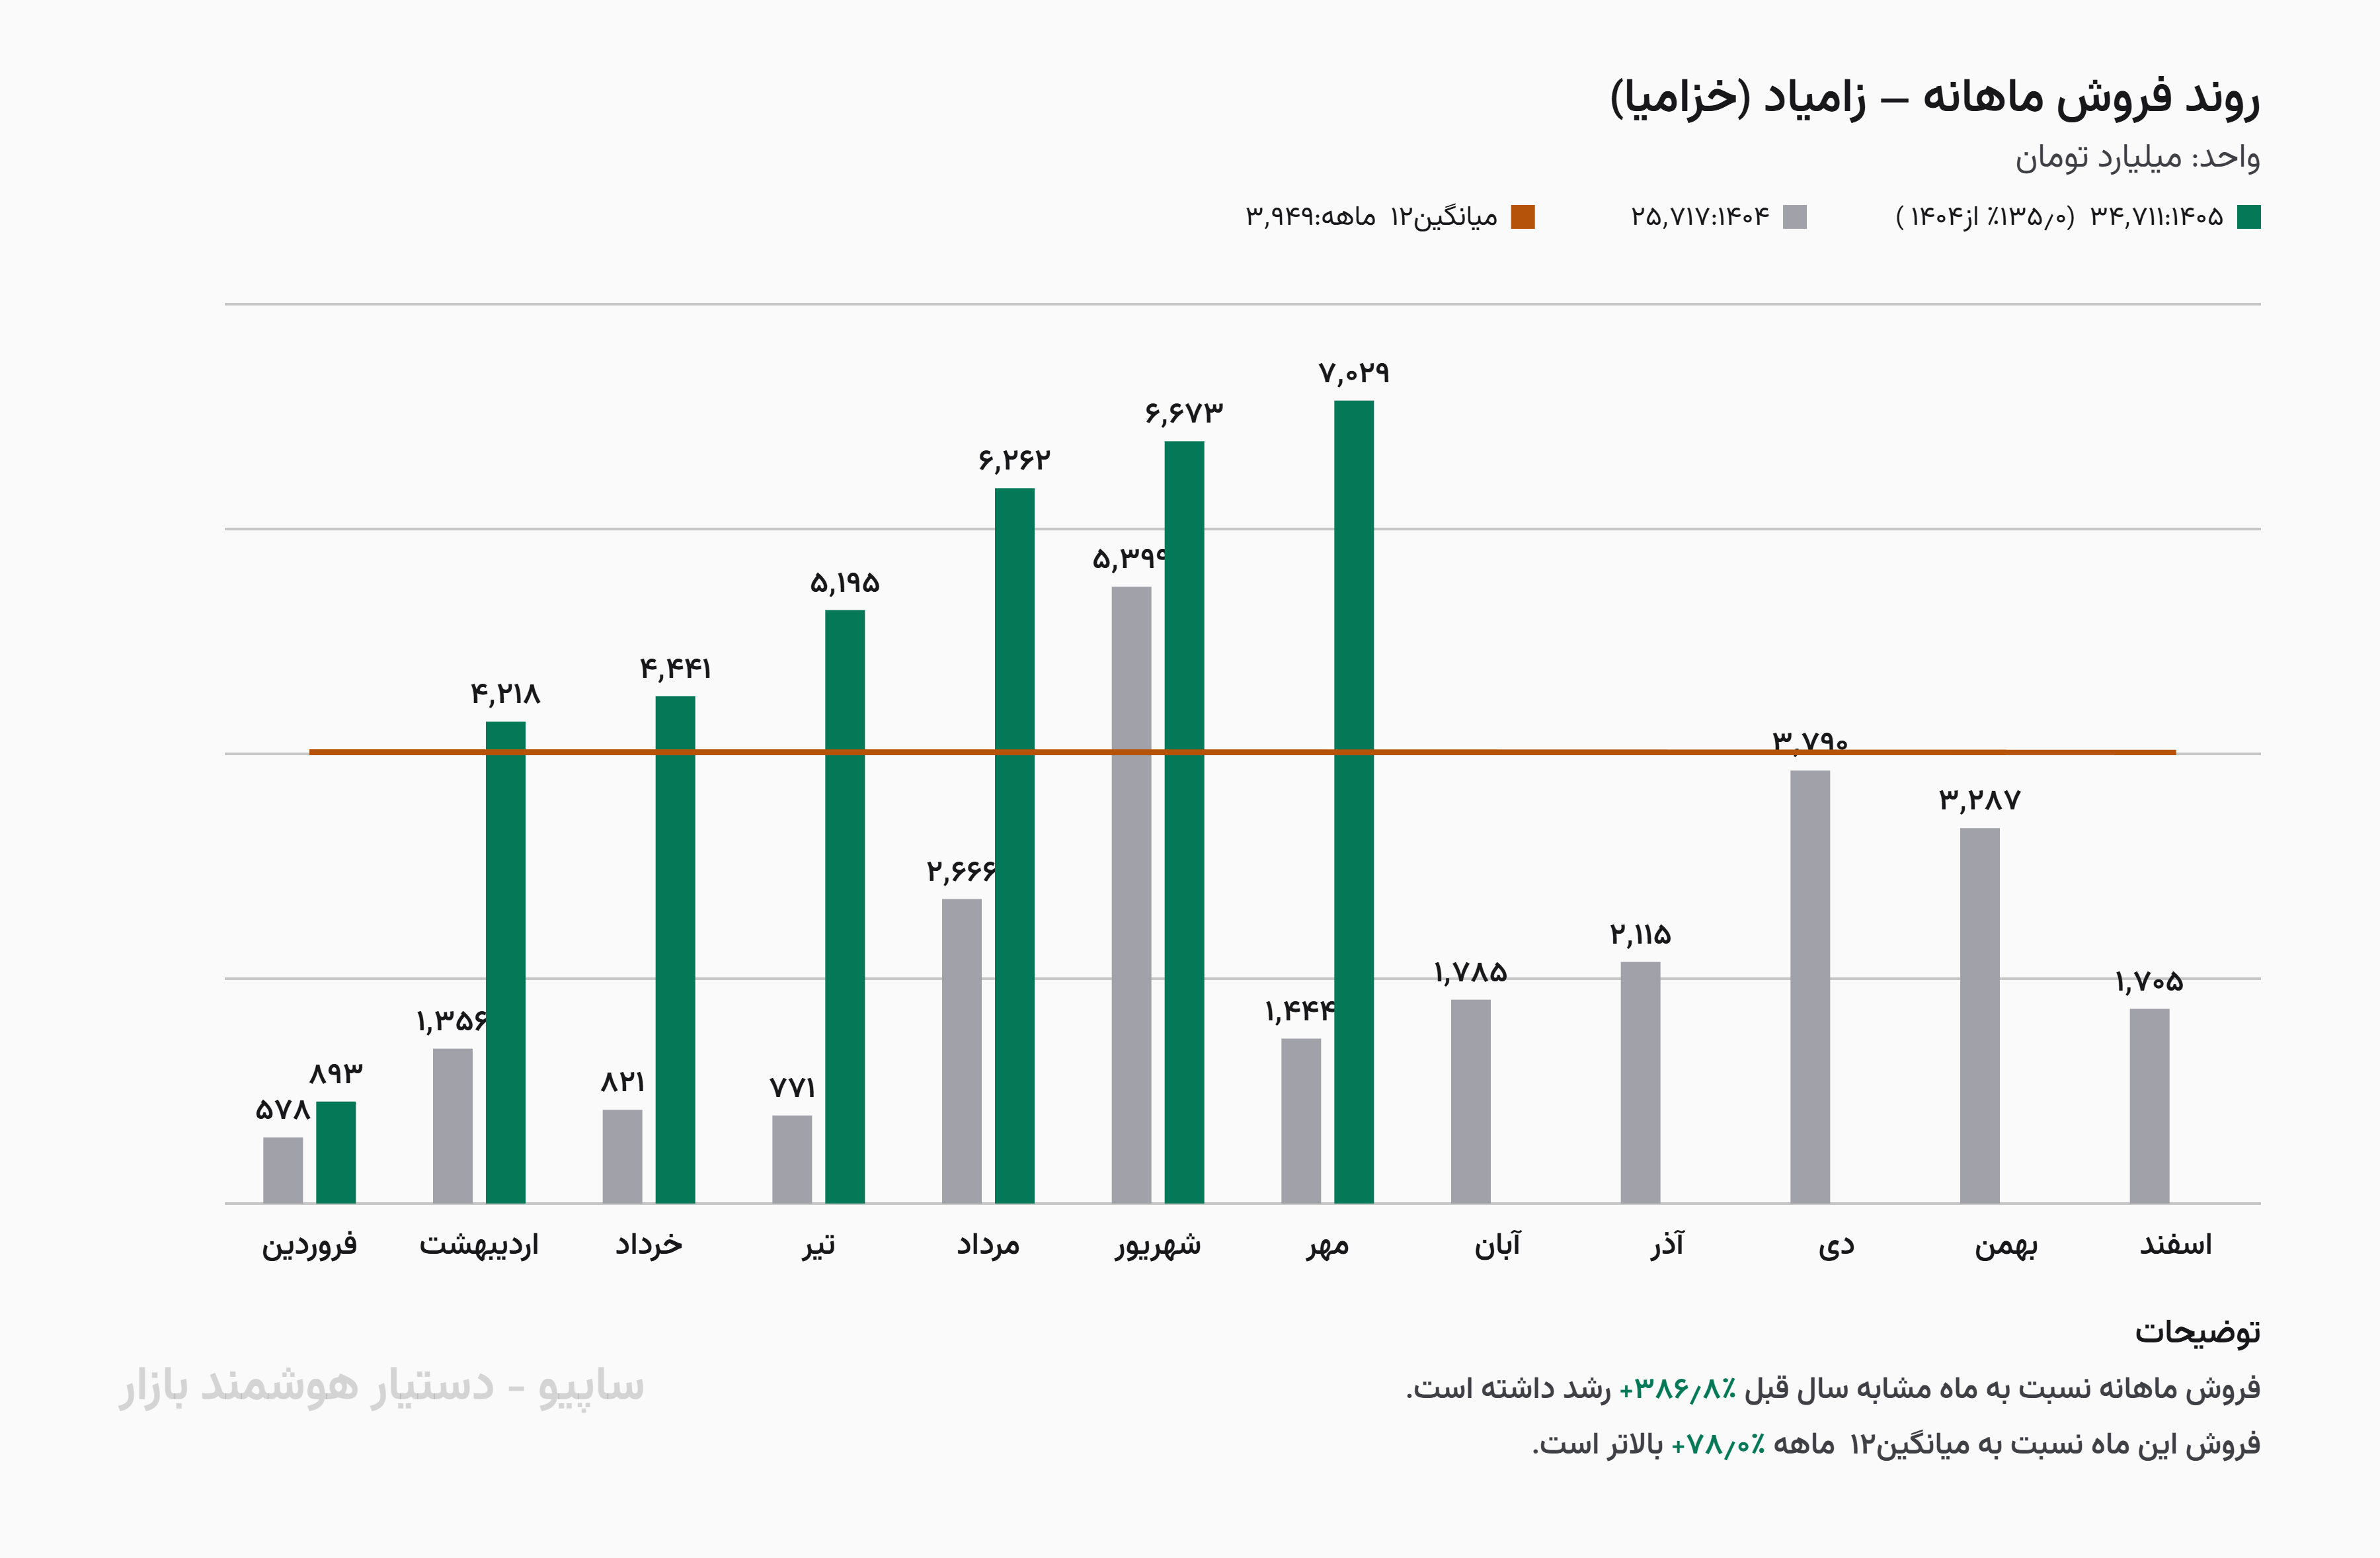 روند فروش ماهانه – زامیاد (خزامیا)
واحد: میلیارد تومان
۱۴۰۵:۳۴,۷۱۱ (۱۳۵٫۰٪ از۱۴۰۴ )
۱۴۰۴:۲۵,۷۱۷
میانگین۱۲ ماهه:۳,۹۴۹
۷,۰۲۹
۶,۶۷۳
۶,۲۶۲
۵,۳۹۹
۵,۱۹۵
۴,۴۴۱
۴,۲۱۸
۳,۷۹۰
۳,۲۸۷
۲,۶۶۶
۲,۱۱۵
۱,۷۸۵
۱,۷۰۵
۱,۴۴۴
۱,۳۵۶
۸۹۳
۸۲۱
۷۷۱
۵۷۸
فروردین اردیبهشت خرداد تیر مرداد شهریور مهر آبان آذر دی بهمن اسفند
توضیحات
فروش ماهانه نسبت به ماه مشابه سال قبل ۳۸۶٫۸٪+ رشد داشته است.
فروش این ماه نسبت به میانگین۱۲ ماهه ۷۸٫۰٪+ بالاتر است.
ساپیو - دستیار هوشمند بازار